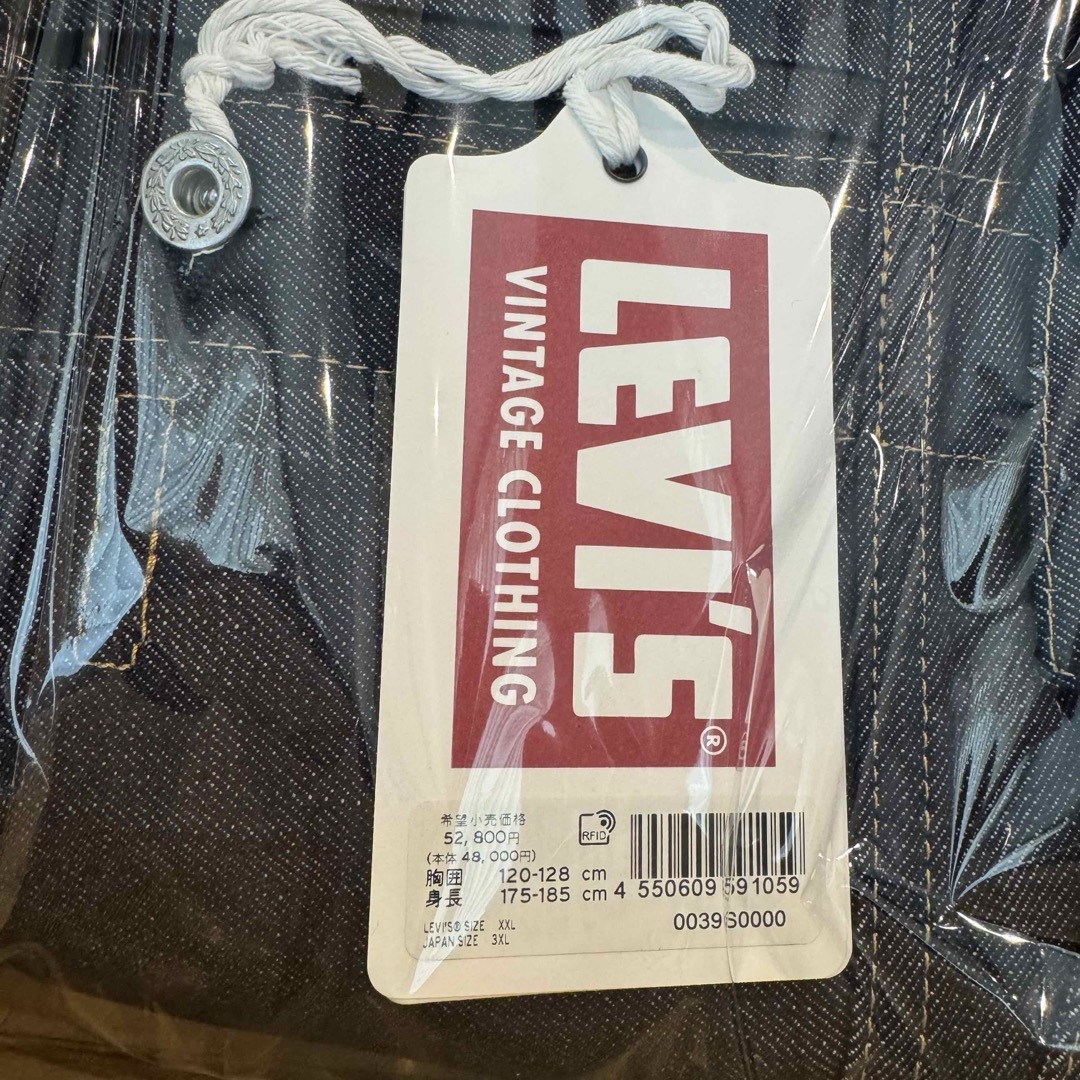 LEVI'S®
VINTAGE CLOTHING
希望小売価格
52,800円
(本体 48,000円)
胸囲 120-128 cm
身長 175-185 cm
LEVI'S® SIZE XXL
JAPAN SIZE 3XL
RFID
4 550609 591059
0039S0000